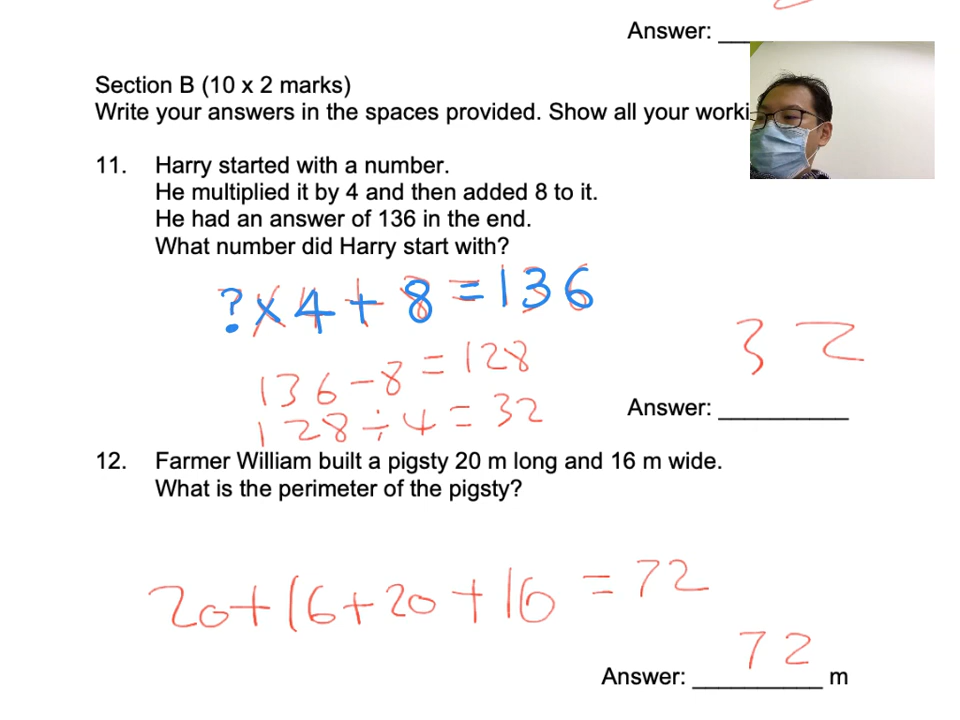 Answer: ______
Section B (10 x 2 marks)
Write your answers in the spaces provided. Show all your worki
11. Harry started with a number.
He multiplied it by 4 and then added 8 to it.
He had an answer of 136 in the end.
What number did Harry start with?
? × 4 + 8 = 136
136 - 8 = 128
128 ÷ 4 = 32
32
Answer: __________
12. Farmer William built a pigsty 20 m long and 16 m wide.
What is the perimeter of the pigsty?
20 + 16 + 20 + 16 = 72
72
Answer: __________ m